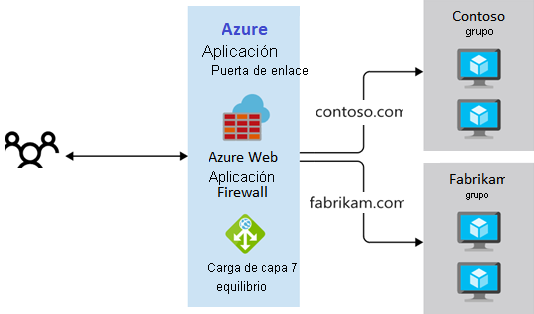 Azure
Aplicación
Puerta de enlace
Azure Web
Aplicación
Firewall
Carga de capa 7
equilibrio
contoso.com
fabrikam.com
Contoso
grupo
Fabrikam
grupo